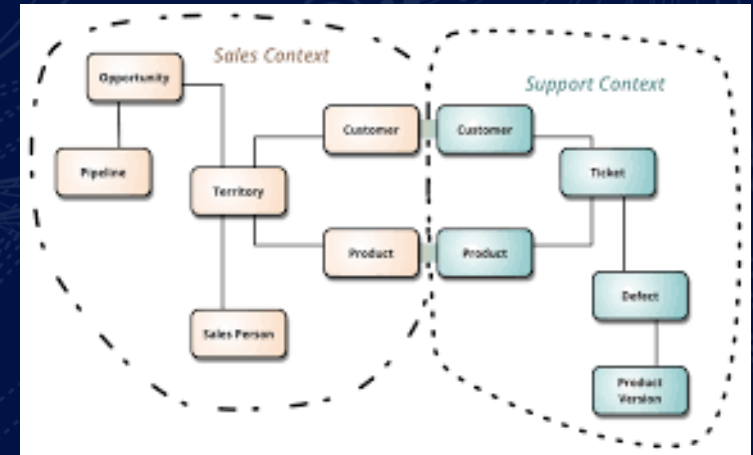 Sales Context
Support Context
Opportunity
Customer
Customer
Pipeline
Territory
Ticket
Product
Product
Defect
Sales Person
Product
Version